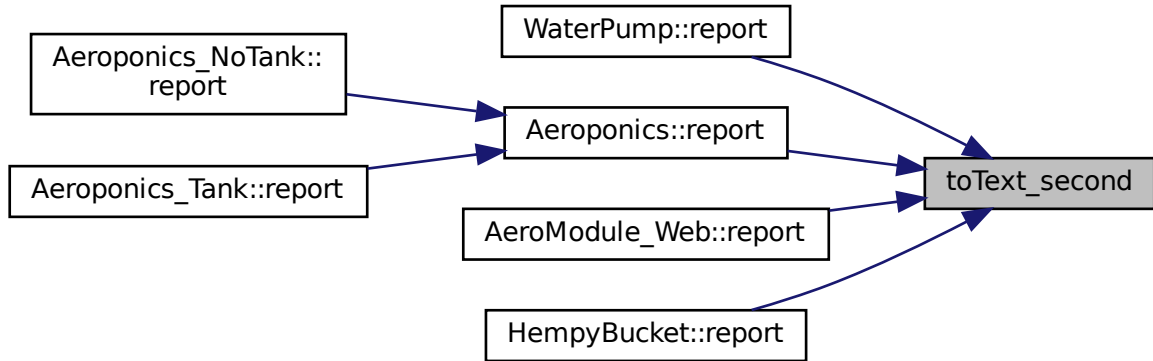 WaterPump::report
Aeroponics_NoTank::
report
Aeroponics::report
toText_second
Aeroponics_Tank::report
AeroModule_Web::report
HempyBucket::report